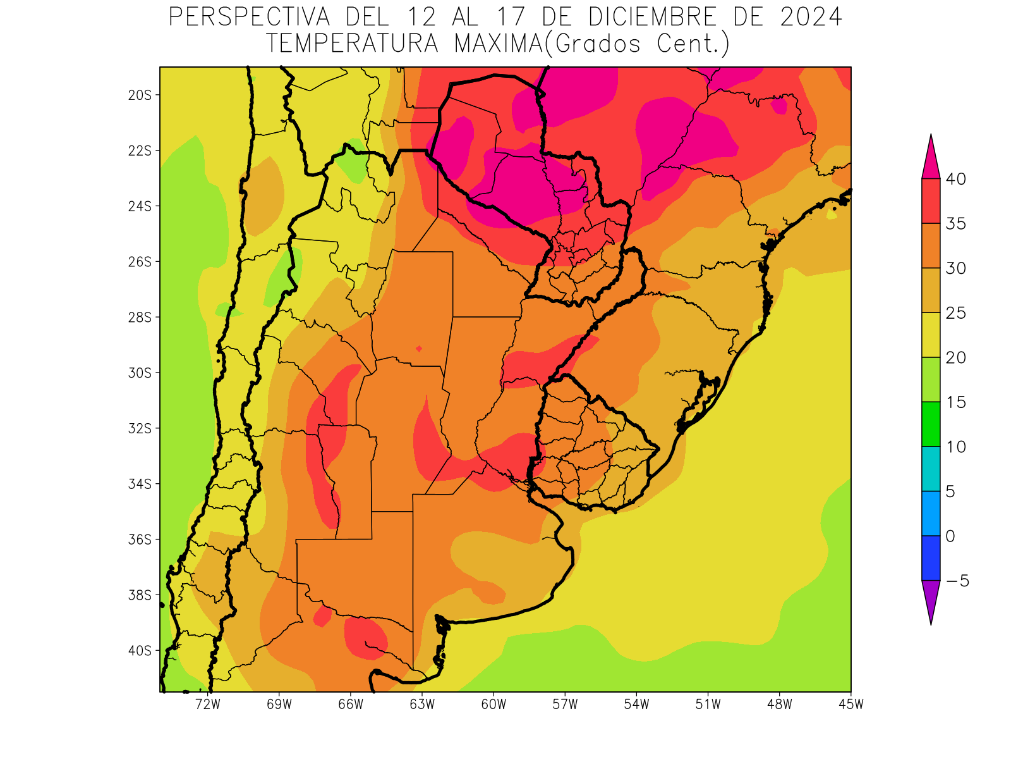 PERSPECTIVA DEL 12 AL 17 DE DICIEMBRE DE 2024
TEMPERATURA MAXIMA(Grados Cent.)
20S
22S
24S
26S
28S
30S
32S
34S
36S
38S
40S
72W 69W 66W 63W 60W 57W 54W 51W 48W 45W
40
35
30
25
20
15
10
5
0
−5